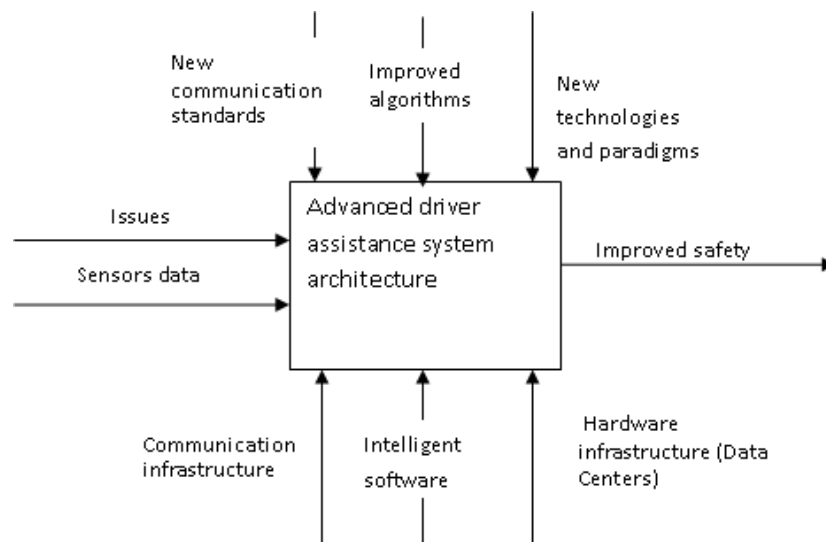 New
communication
standards
Improved
algorithms
New
technologies
and paradigms
Issues
Sensors data
Advanced driver
assistance system
architecture
Improved safety
Communication
infrastructure
Intelligent
software
Hardware
infrastructure (Data
Centers)